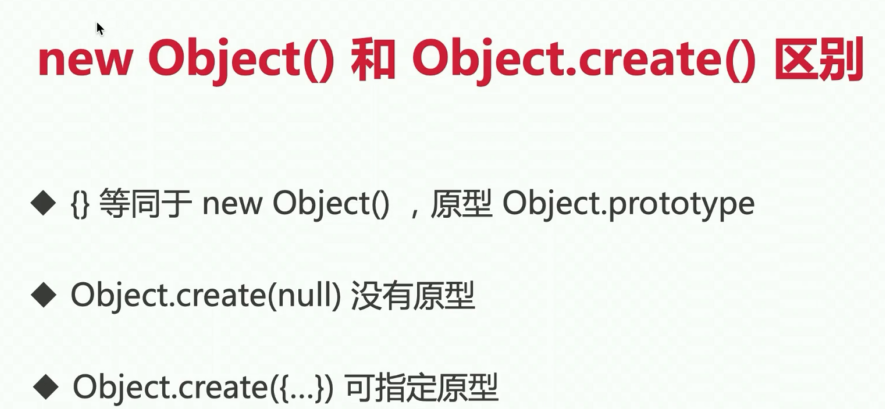 new Object() 和 Object.create() 区别
◆ {} 等同于 new Object() ，原型 Object.prototype
◆ Object.create(null) 没有原型
◆ Object.create({...}) 可指定原型